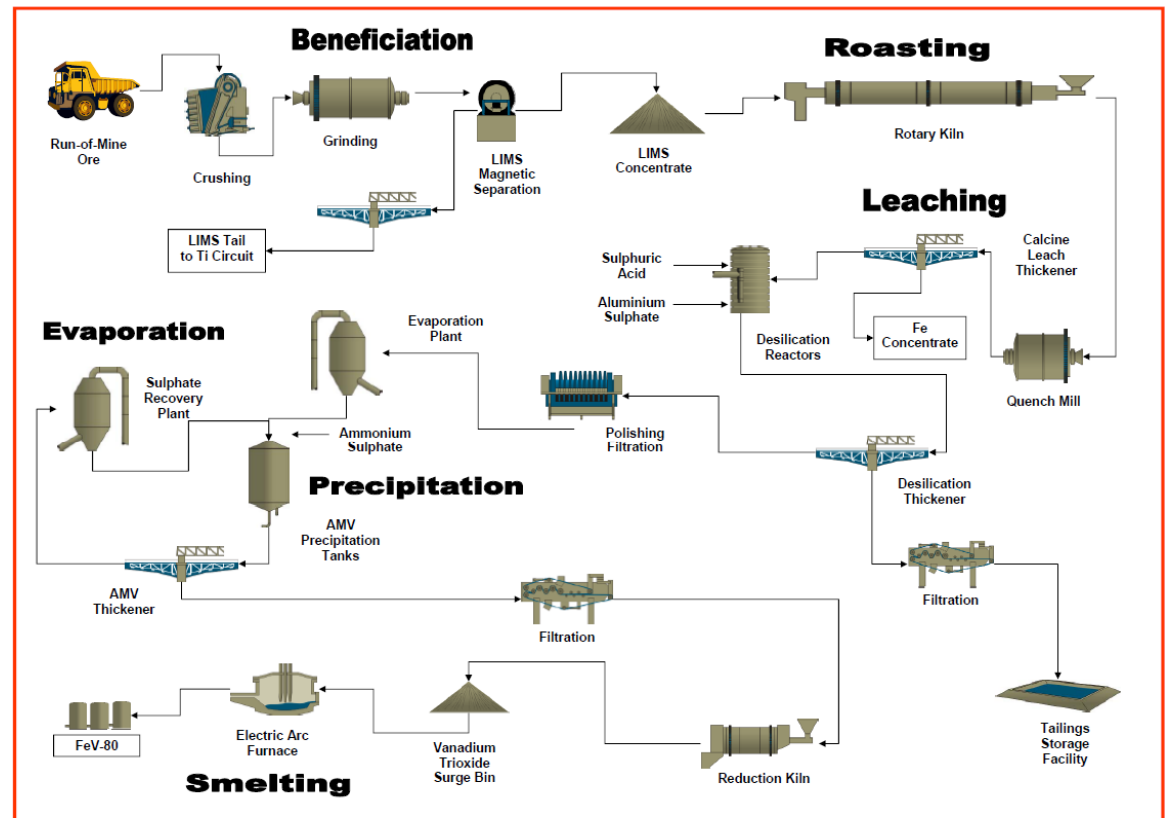 Beneficiation
Roasting
Run-of-Mine
Ore
Crushing
Grinding
LIMS
Magnetic
Separation
LIMS
Concentrate
Rotary Kiln
LIMS Tail
to Ti Circuit
Leaching
Sulphuric
Acid
Aluminium
Sulphate
Desilication
Reactors
Calcine
Leach
Thickener
Fe
Concentrate
Quench Mill
Evaporation
Sulphate
Recovery
Plant
Evaporation
Plant
Ammonium
Sulphate
Polishing
Filtration
Desilication
Thickener
Precipitation
AMV
Precipitation
Tanks
AMV
Thickener
Filtration
Filtration
FeV-80
Electric Arc
Furnace
Vanadium
Trioxide
Surge Bin
Reduction Kiln
Tailings
Storage
Facility
Smelting